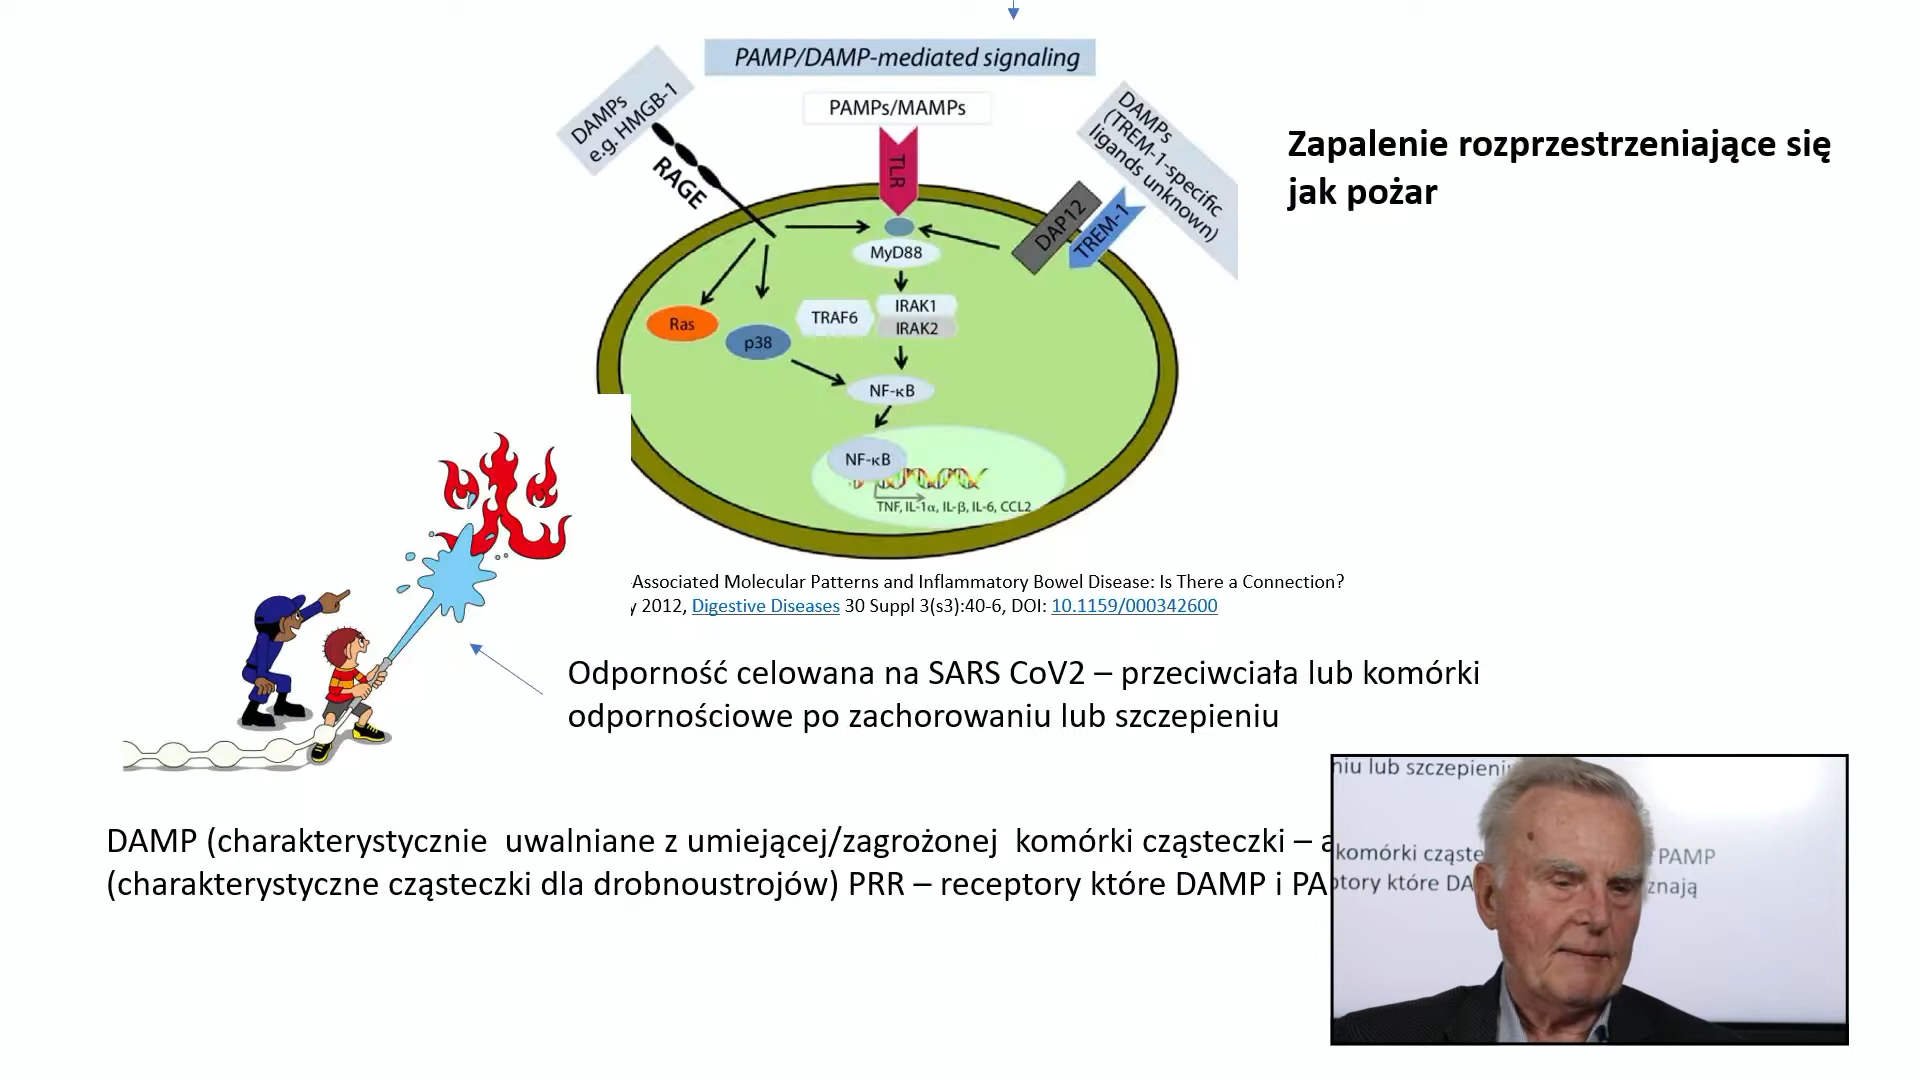 PAMP/DAMP-mediated signaling
DAMPs
e.g. HMGB-1
RAGE
PAMPs/MAMPs
TLR
DAMPs
(TREM-1-specific
ligands unknown)
DAP12
TREM-1
Zapalenie rozprzestrzeniające się
jak pożar
MyD88
Ras
p38
TRAF6
IRAK1
IRAK2
NF-κB
NF-κB
TNF, IL-1α, IL-β, IL-6, CCL2
Associated Molecular Patterns and Inflammatory Bowel Disease: Is There a Connection?
2012, Digestive Diseases 30 Suppl 3(s3):40-6, DOI: 10.1159/000342600
Odporność celowana na SARS CoV2 – przeciwciała lub komórki
odpornościowe po zachorowaniu lub szczepieniu
DAMP (charakterystycznie uwalniane z umiejącej/zagrożonej komórki cząsteczki –
(charakterystyczne cząsteczki dla drobnoustrojów) PRR – receptory które DAMP i PA
niu lub szczepieni
komórki cząste PAMP
ptory które DA znają